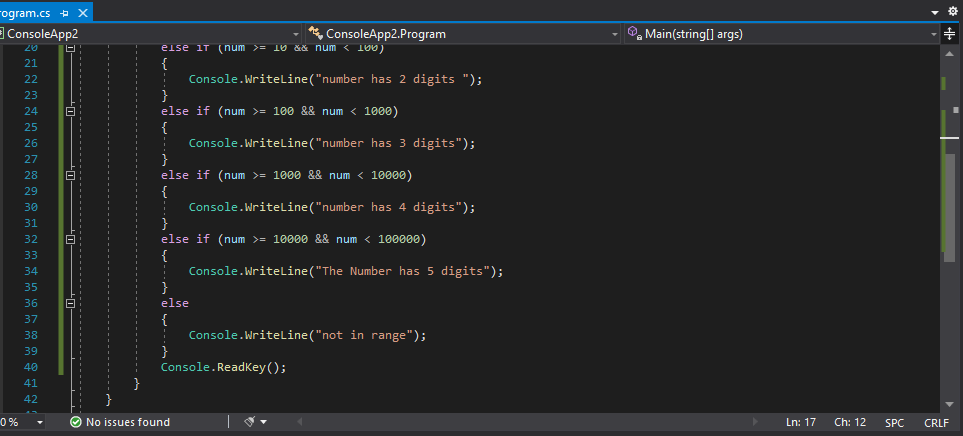 rogram.cs
ConsoleApp2 ConsoleApp2.Program Main(string[] args)
20 else if (num >= 10 && num < 100)
21 {
22 Console.WriteLine("number has 2 digits ");
23 }
24 else if (num >= 100 && num < 1000)
25 {
26 Console.WriteLine("number has 3 digits");
27 }
28 else if (num >= 1000 && num < 10000)
29 {
30 Console.WriteLine("number has 4 digits");
31 }
32 else if (num >= 10000 && num < 100000)
33 {
34 Console.WriteLine("The Number has 5 digits");
35 }
36 else
37 {
38 Console.WriteLine("not in range");
39 }
40 Console.ReadKey();
41 }
42 }
0 % No issues found Ln: 17 Ch: 12 SPC CRLF